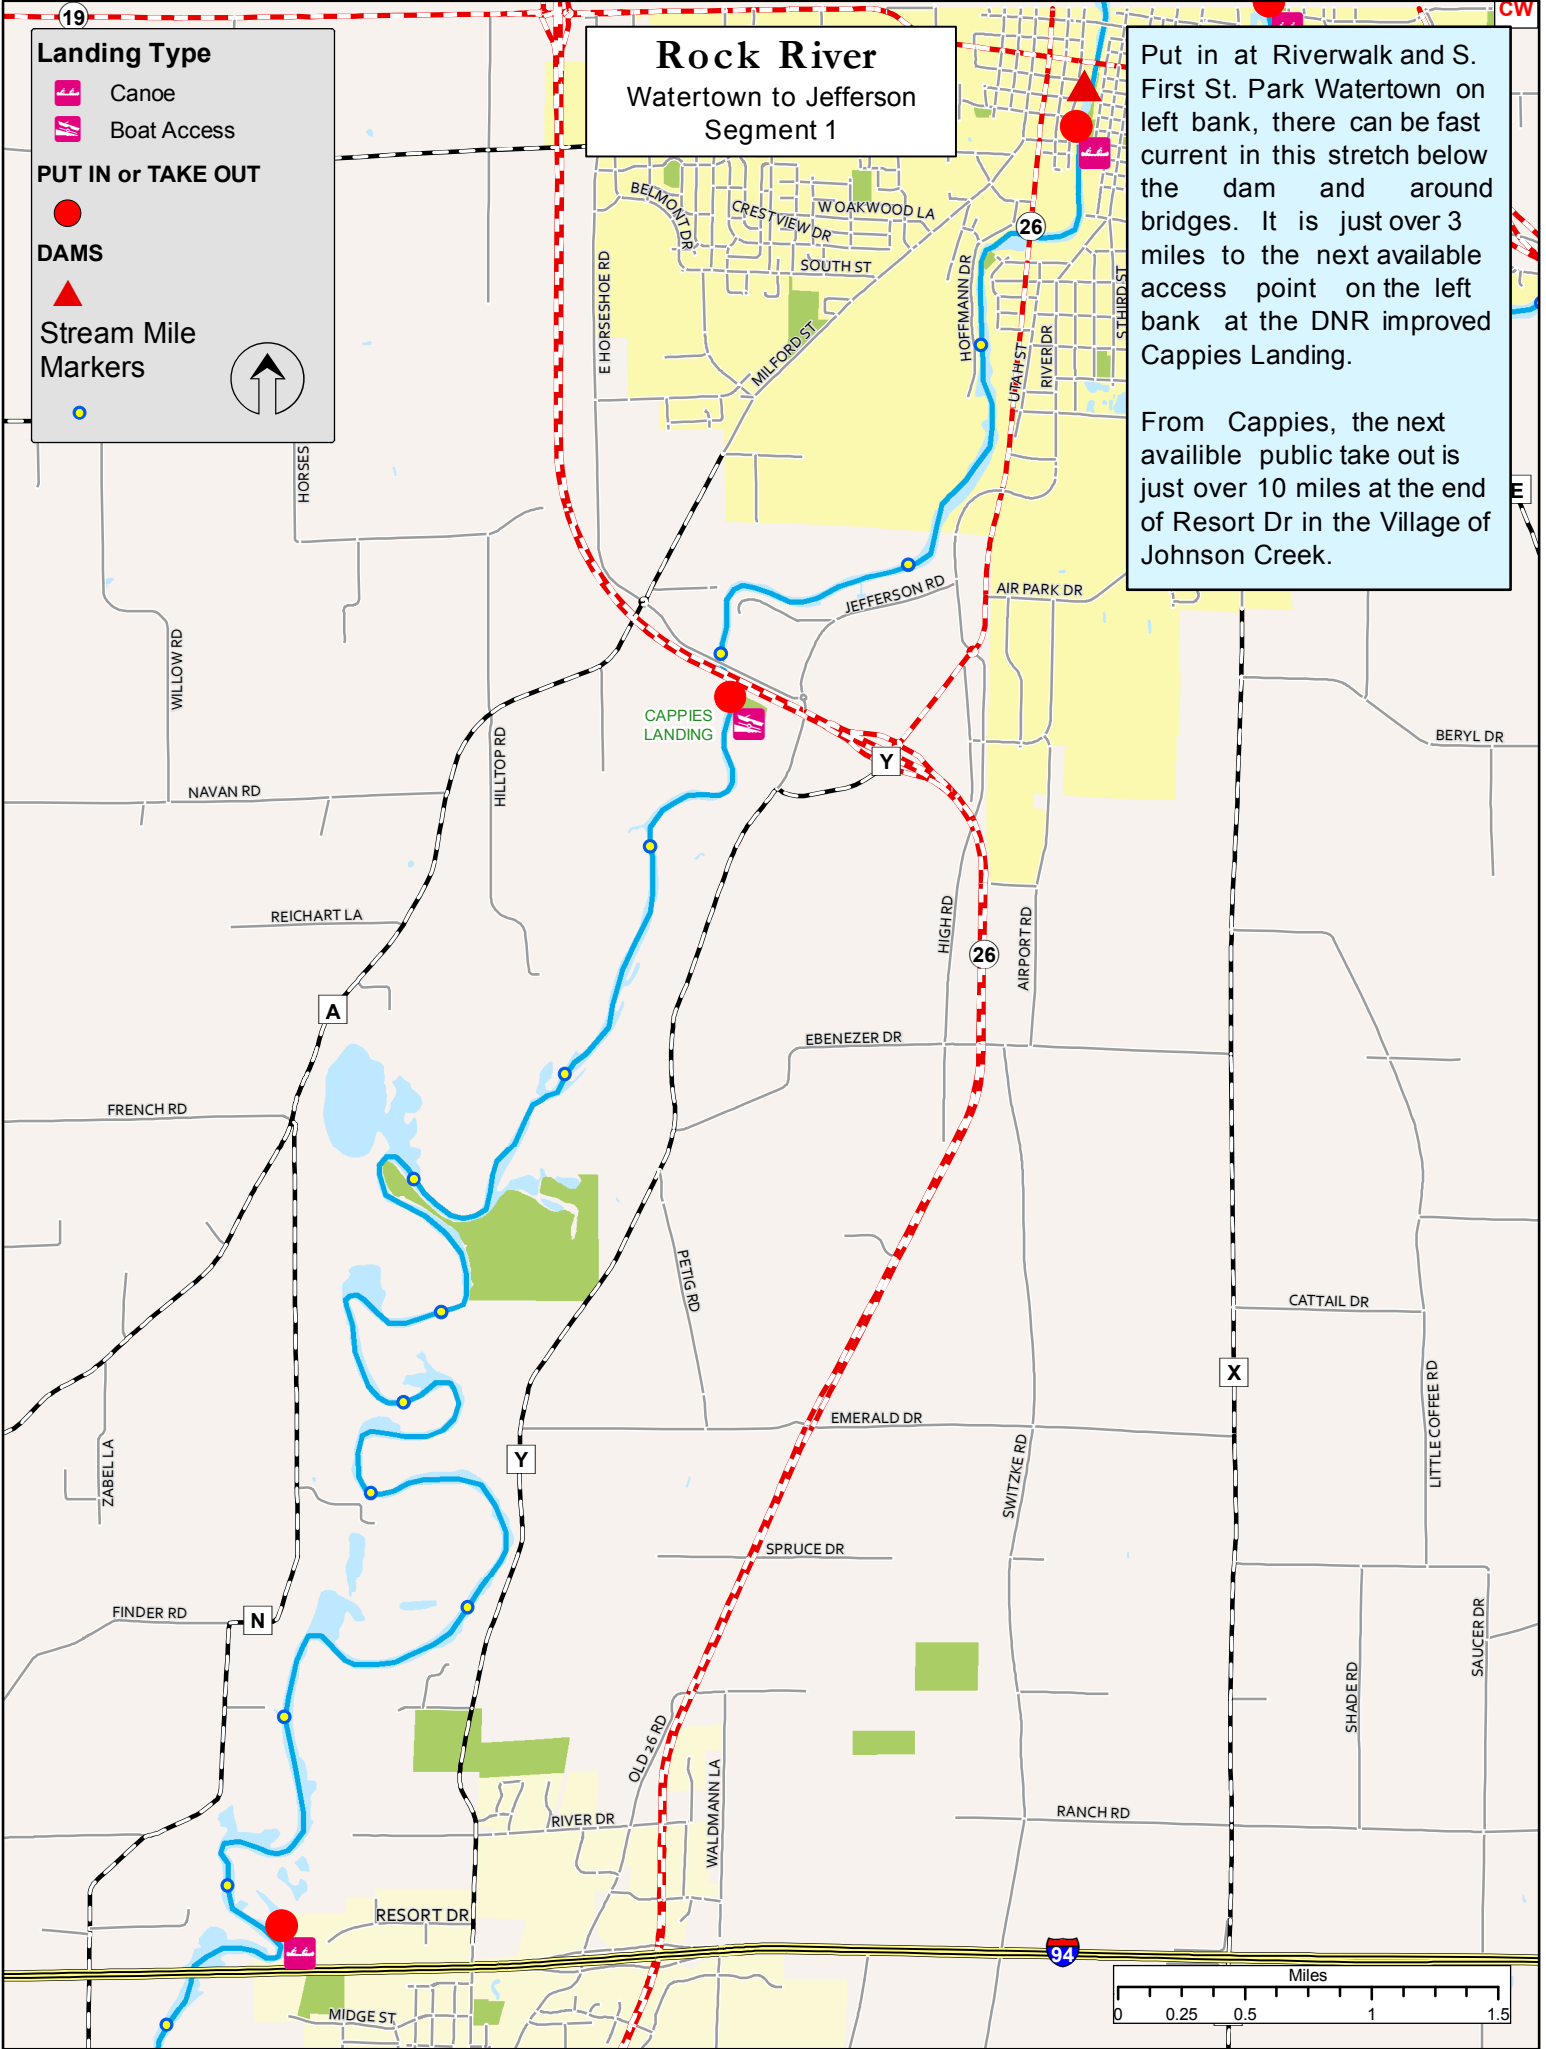 19
CW
Landing Type
Canoe
Boat Access
PUT IN or TAKE OUT
DAMS
Stream Mile
Markers
Rock River
Watertown to Jefferson
Segment 1
Put in at Riverwalk and S.
First St. Park Watertown on
left bank, there can be fast
current in this stretch below
the dam and around
bridges. It is just over 3
miles to the next available
access point on the left
bank at the DNR improved
Cappies Landing.
From Cappies, the next
availible public take out is
just over 10 miles at the end
of Resort Dr in the Village of
Johnson Creek.
BELMONT DR
CRESTVIEW DR
W OAKWOOD LA
SOUTH ST
E HORSESHOE RD
MILFORD ST
HOFFMANN DR
26
UTAH ST
RIVER DR
S THIRD ST
HORSES
E
JEFFERSON RD
AIR PARK DR
WILLOW RD
CAPPIES
LANDING
HILLTOP RD
Y
BERYL DR
NAVAN RD
REICHART LA
HIGH RD
26
AIRPORT RD
A
EBENEZER DR
FRENCH RD
PETIG RD
CATTAIL DR
X
LITTLE COFFEE RD
EMERALD DR
Y
ZABEL LA
SWITZKE RD
SPRUCE DR
FINDER RD
N
SAUCER DR
SHADE RD
OLD 26 RD
WALDMANN LA
RIVER DR
RANCH RD
RESORT DR
94
MIDGE ST
Miles
0 0.25 0.5 1 1.5